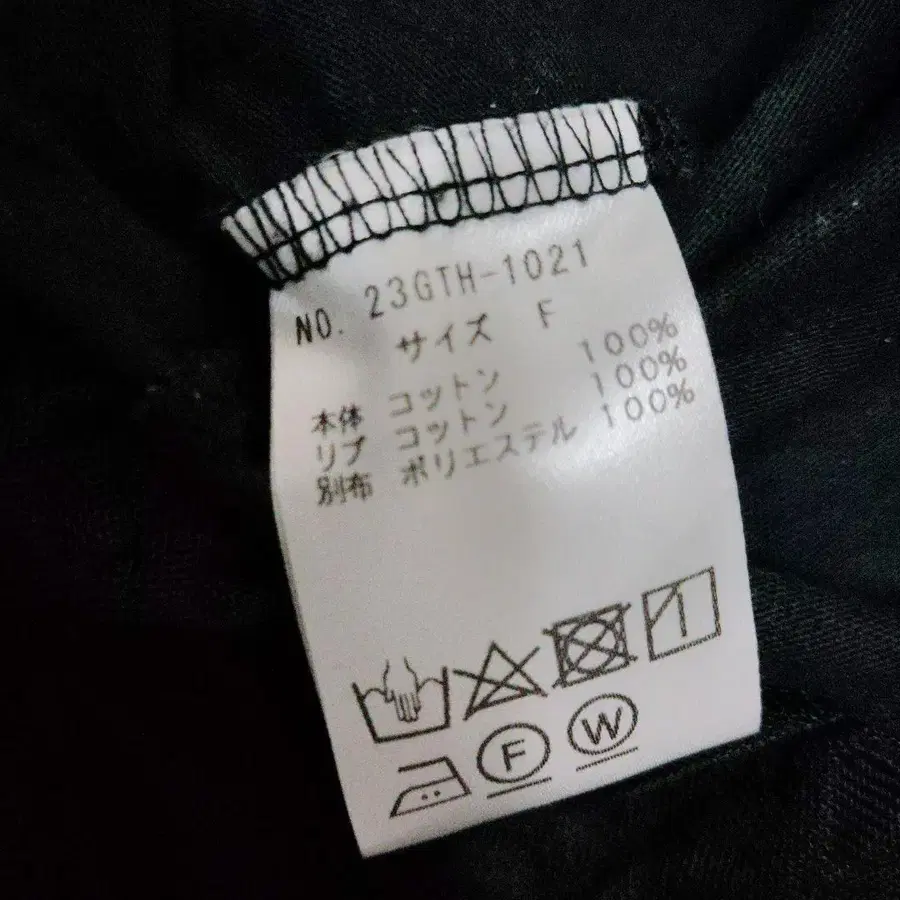 NO. 23GTH-1021
サイズ F
本体 コットン 100%
リブ コットン 100%
別布 ポリエステル 100%
F W